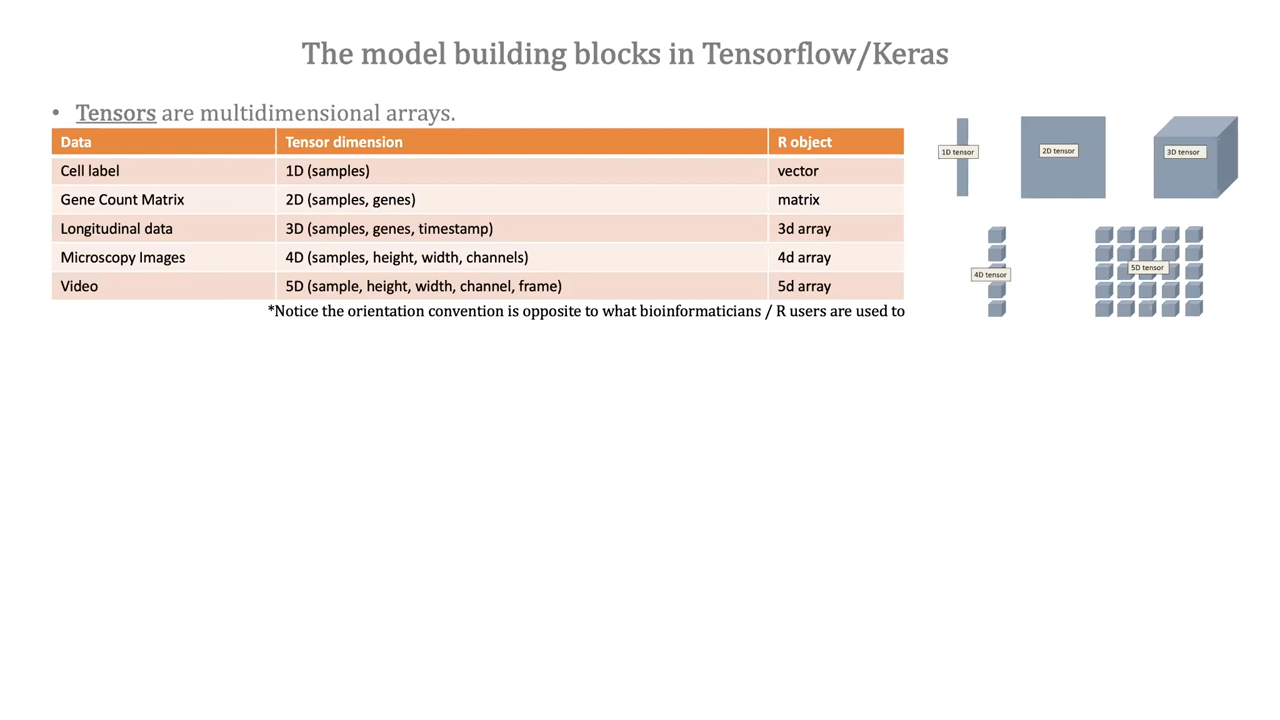 The model building blocks in Tensorflow/Keras
• Tensors are multidimensional arrays.
Data Tensor dimension R object
Cell label 1D (samples) vector
Gene Count Matrix 2D (samples, genes) matrix
Longitudinal data 3D (samples, genes, timestamp) 3d array
Microscopy Images 4D (samples, height, width, channels) 4d array
Video 5D (sample, height, width, channel, frame) 5d array
*Notice the orientation convention is opposite to what bioinformaticians / R users are used to
1D tensor
2D tensor
3D tensor
4D tensor
5D tensor